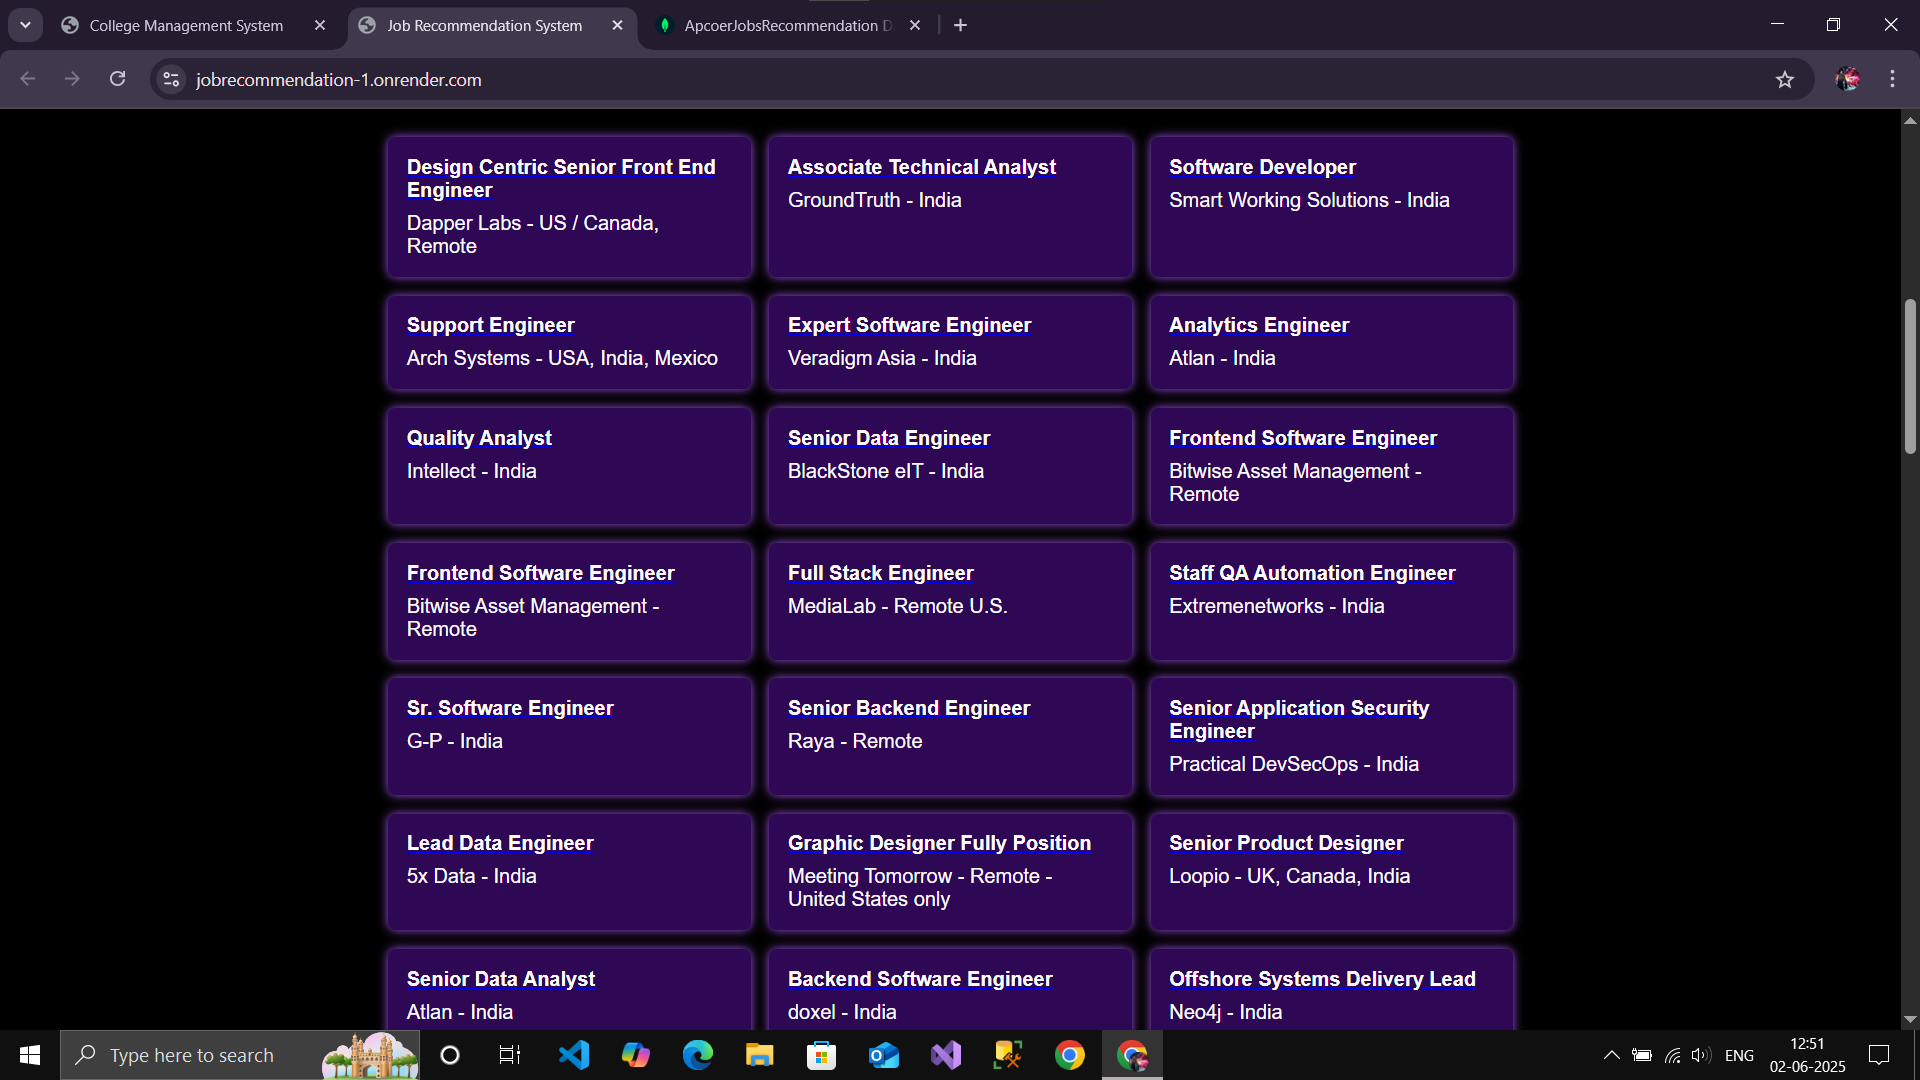 College Management System
Job Recommendation System
ApcoerJobsRecommendation D
jobrecommendation-1.onrender.com
Design Centric Senior Front End
Engineer
Dapper Labs - US / Canada,
Remote
Associate Technical Analyst
GroundTruth - India
Software Developer
Smart Working Solutions - India
Support Engineer
Arch Systems - USA, India, Mexico
Expert Software Engineer
Veradigm Asia - India
Analytics Engineer
Atlan - India
Quality Analyst
Intellect - India
Senior Data Engineer
BlackStone eIT - India
Frontend Software Engineer
Bitwise Asset Management -
Remote
Frontend Software Engineer
Bitwise Asset Management -
Remote
Full Stack Engineer
MediaLab - Remote U.S.
Staff QA Automation Engineer
Extremenetworks - India
Sr. Software Engineer
G-P - India
Senior Backend Engineer
Raya - Remote
Senior Application Security
Engineer
Practical DevSecOps - India
Lead Data Engineer
5x Data - India
Graphic Designer Fully Position
Meeting Tomorrow - Remote -
United States only
Senior Product Designer
Loopio - UK, Canada, India
Senior Data Analyst
Atlan - India
Backend Software Engineer
doxel - India
Offshore Systems Delivery Lead
Neo4j - India
Type here to search
ENG
12:51
02-06-2025